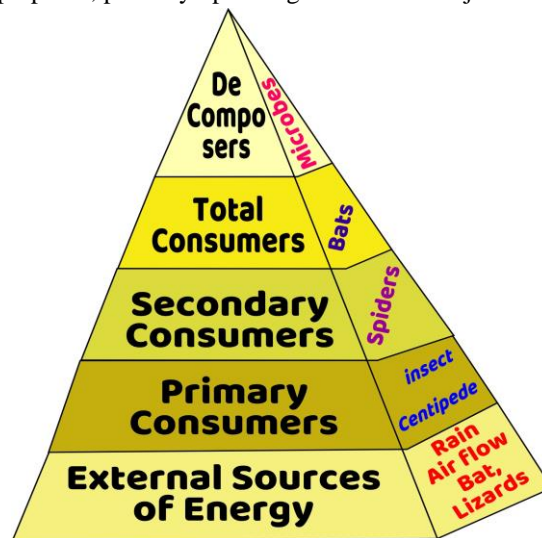 De
Compo
sers
Microbes
Total
Consumers
Bats
Secondary
Consumers
Spiders
Primary
Consumers
insect
Centipede
External Sources
of Energy
Rain
Air flow
Bat,
Lizards